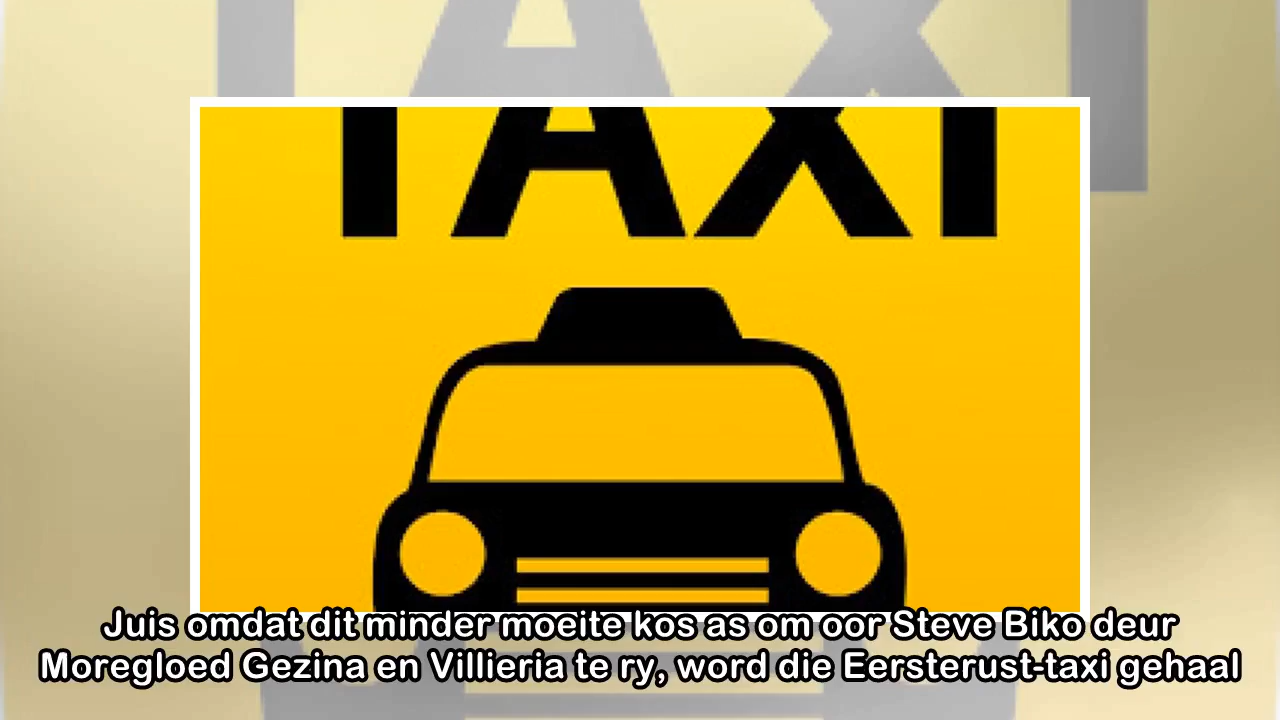 TAXI
Juis omdat dit minder moeite kos as om oor Steve Biko deur
Moregloed Gezina en Villieria te ry, word die Eersterust-taxi gehaal